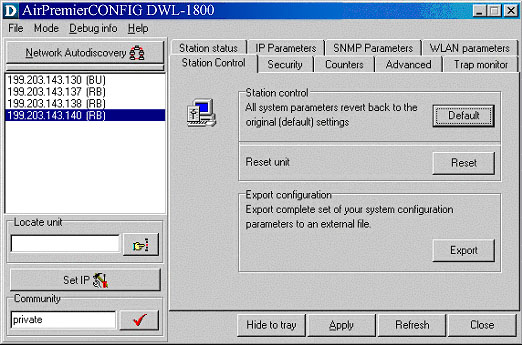 D AirPremierCONFIG DWL-1800
File Mode Debug info Help
Network Autodiscovery
199.203.143.130 (BU)
199.203.143.137 (RB)
199.203.143.138 (RB)
199.203.143.140 (RB)
Locate unit
Set IP
Community
private
Station status IP Parameters SNMP Parameters WLAN parameters
Station Control Security Counters Advanced Trap monitor
Station control
All system parameters revert back to the
original (default) settings
Default
Reset unit
Reset
Export configuration
Export complete set of your system configuration
parameters to an external file.
Export
Hide to tray Apply Refresh Close